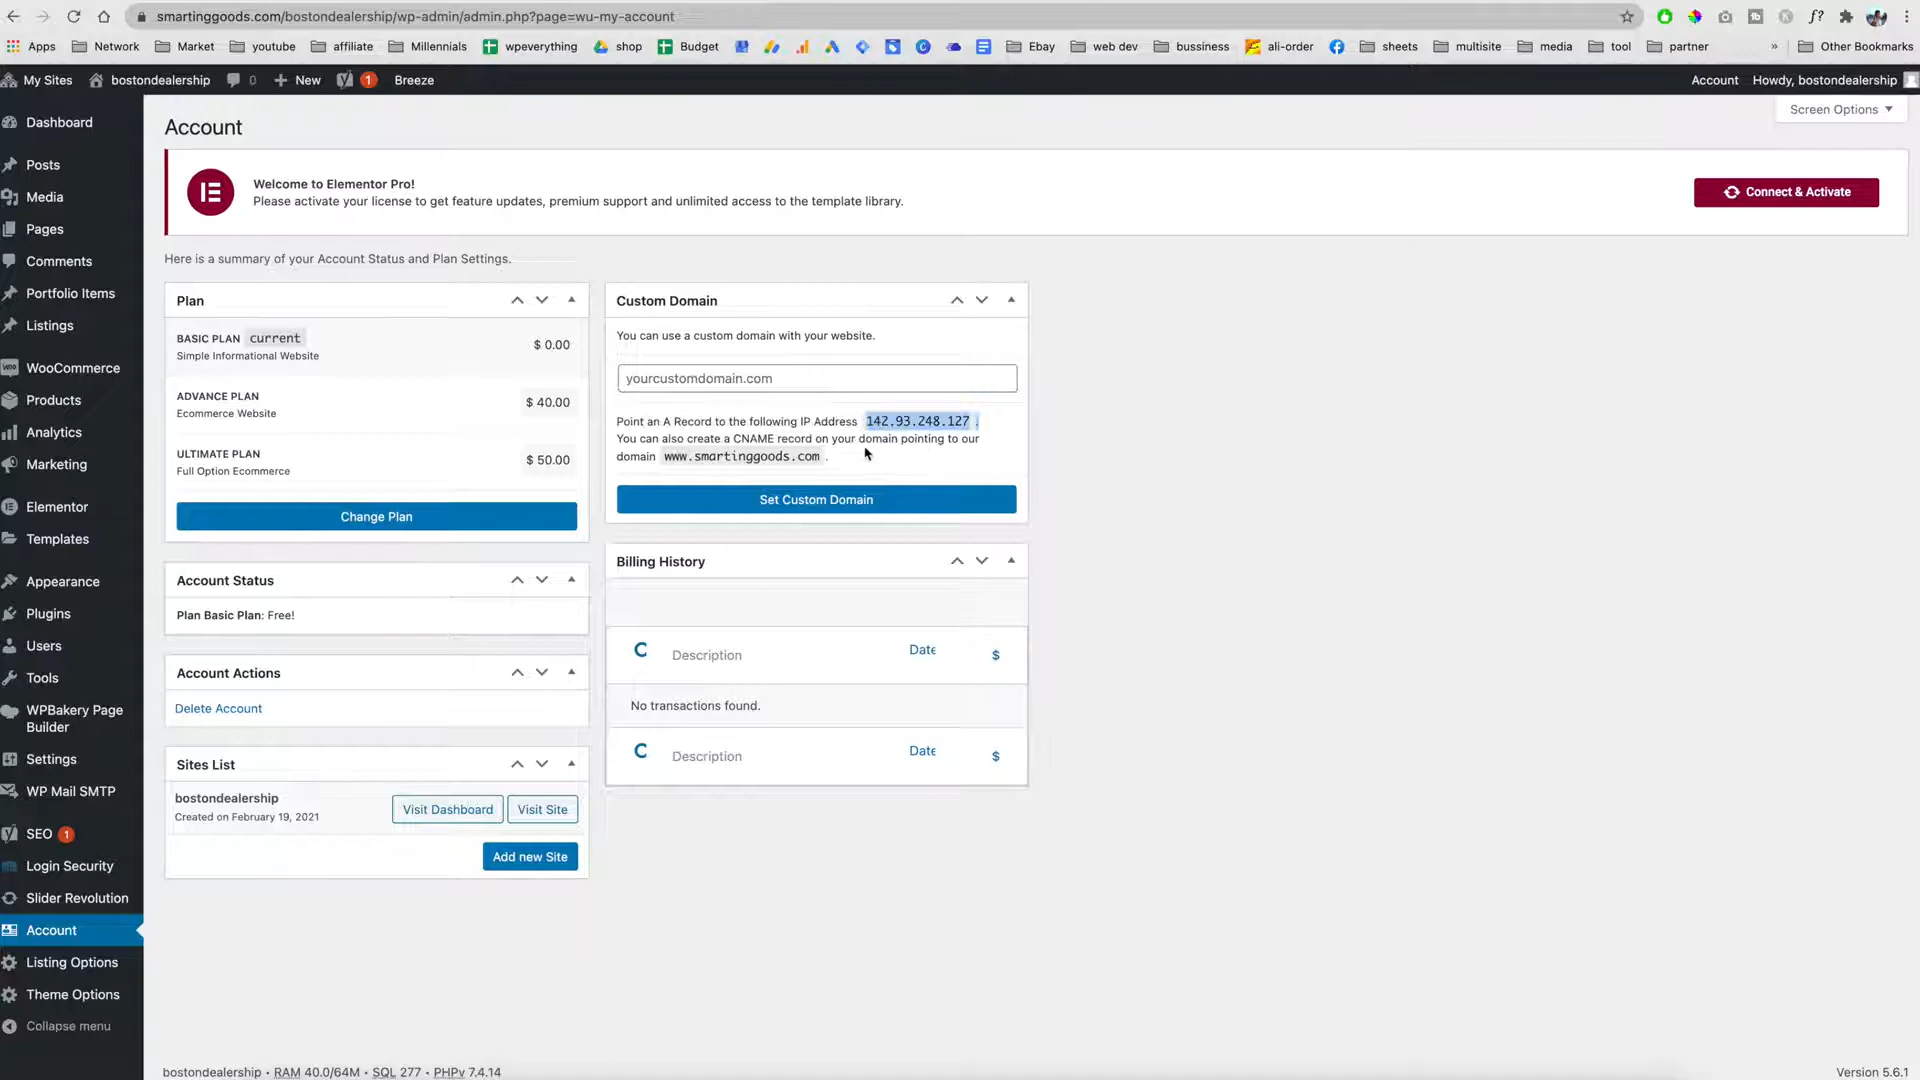 smartinggoods.com/bostondealership/wp-admin/admin.php?page=wu-my-account
Apps Network Market youtube affiliate Millennials wpeverything shop Budget Ebay web dev bussiness ali-order sheets multisite media tool partner » Other Bookmarks
My Sites bostondealership 0 New 1 Breeze Account Howdy, bostondealership
Screen Options
Dashboard
Posts
Media
Pages
Comments
Portfolio Items
Listings
WooCommerce
Products
Analytics
Marketing
Elementor
Templates
Appearance
Plugins
Users
Tools
WPBakery Page
Builder
Settings
WP Mail SMTP
SEO 1
Login Security
Slider Revolution
Account
Listing Options
Theme Options
Collapse menu
Account
Welcome to Elementor Pro!
Please activate your license to get feature updates, premium support and unlimited access to the template library.
Connect & Activate
Here is a summary of your Account Status and Plan Settings.
Plan
BASIC PLAN current $ 0.00
Simple Informational Website
ADVANCE PLAN $ 40.00
Ecommerce Website
ULTIMATE PLAN $ 50.00
Full Option Ecommerce
Change Plan
Account Status
Plan Basic Plan: Free!
Account Actions
Delete Account
Sites List
bostondealership
Created on February 19, 2021
Visit Dashboard Visit Site
Add new Site
Custom Domain
You can use a custom domain with your website.
yourcustomdomain.com
Point an A Record to the following IP Address 142.93.248.127 .
You can also create a CNAME record on your domain pointing to our
domain www.smartinggoods.com .
Set Custom Domain
Billing History
C Description Date $
No transactions found.
C Description Date $
bostondealership • RAM 40.0/64M • SQL 277 • PHPv 7.4.14
Version 5.6.1